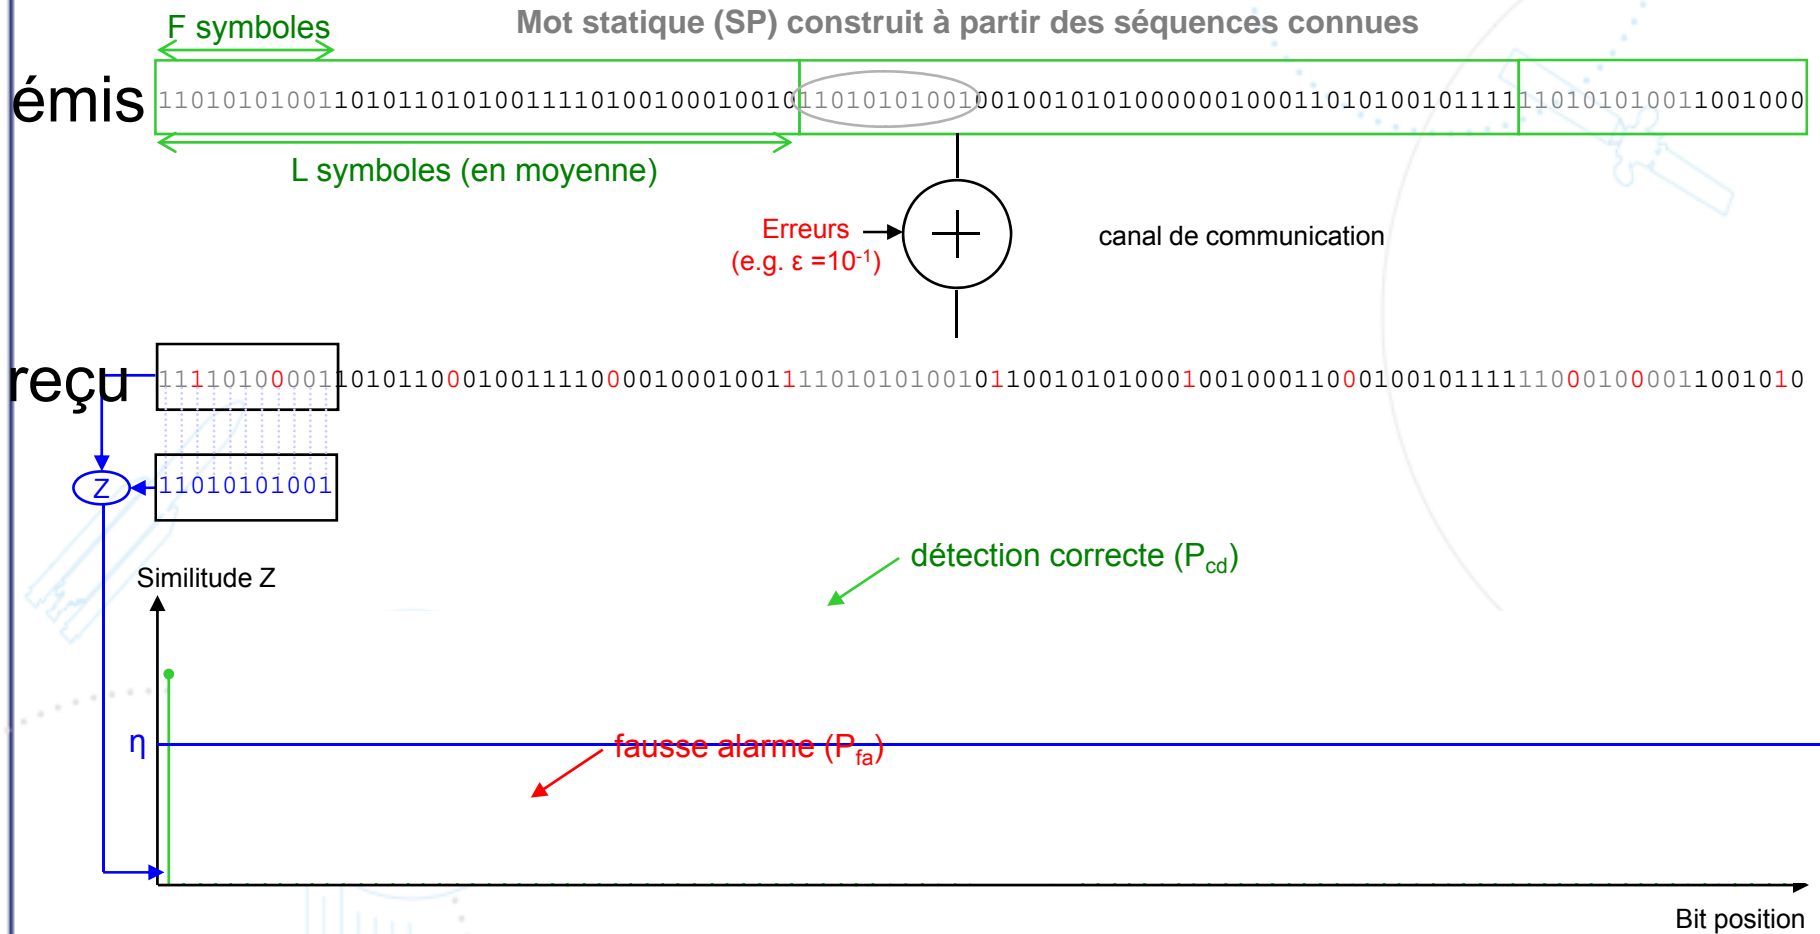 Mot statique (SP) construit à partir des séquences connues
F symboles
émis 1101010100110101101010011110100100010010110101010010010010101000000100011010100101111110101010011001000
L symboles (en moyenne)
Erreurs
(e.g. ε =10-1)
canal de communication
reçu 1111010000110101100010011110000100010011110101010010110010101000100100011000100101111110001000011001010
Z
11010101001
détection correcte (Pcd)
Similitude Z
η
fausse alarme (Pfa)
Bit position